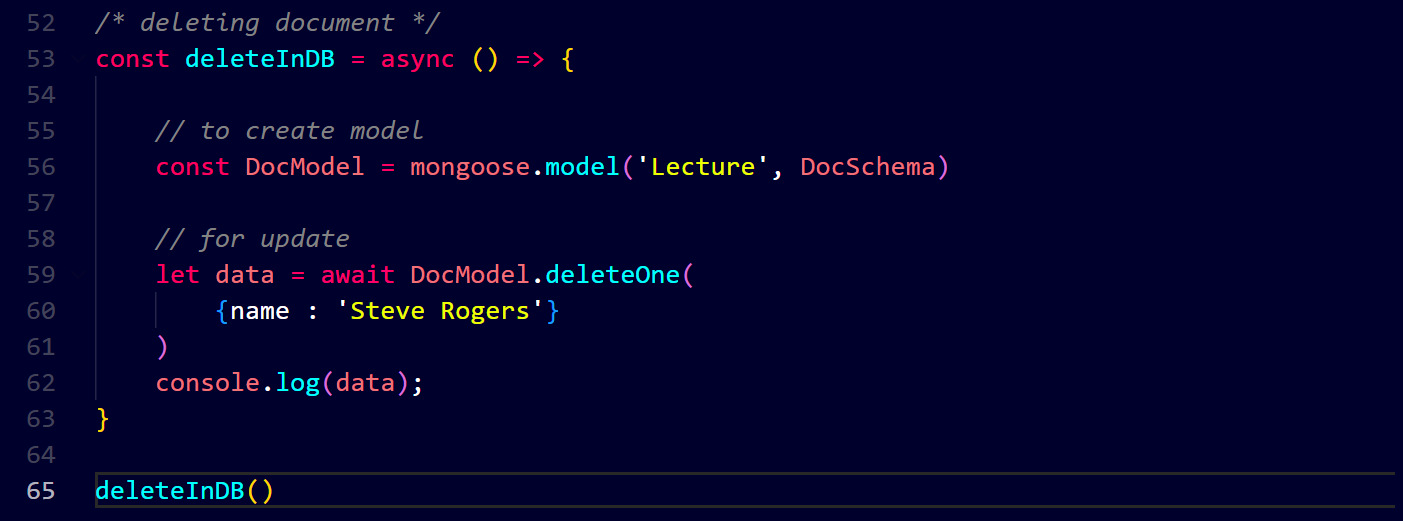 52 /* deleting document */
53 const deleteInDB = async () => {
54
55 // to create model
56 const DocModel = mongoose.model('Lecture', DocSchema)
57
58 // for update
59 let data = await DocModel.deleteOne(
60 {name : 'Steve Rogers'}
61 )
62 console.log(data);
63 }
64
65 deleteInDB()